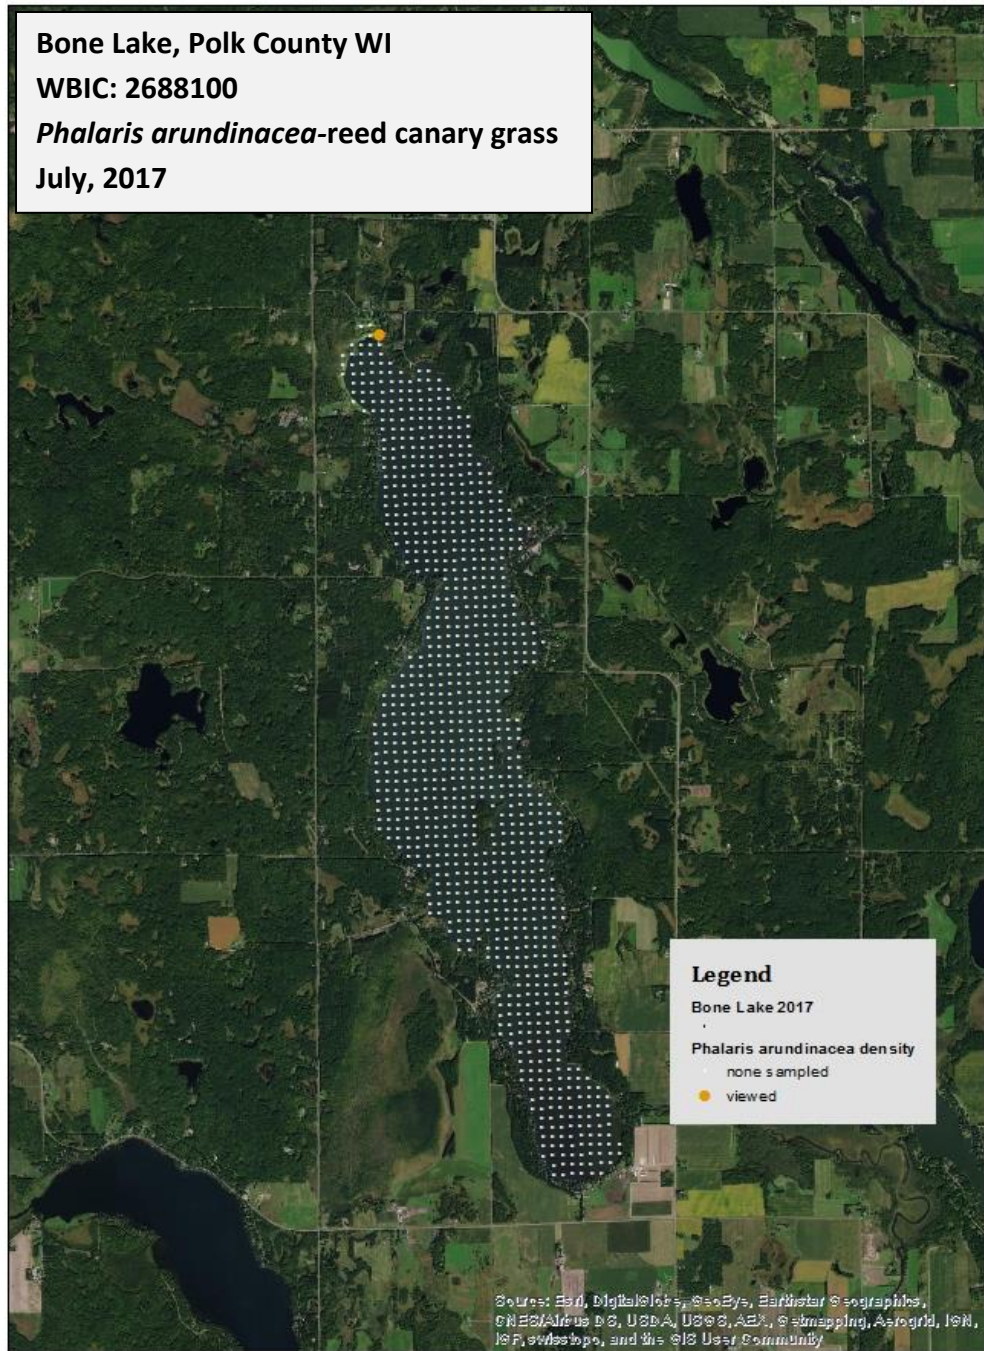 Bone Lake, Polk County WI
WBIC: 2688100
Phalaris arundinacea-reed canary grass
July, 2017
Legend
Bone Lake 2017
Phalaris arundinacea density
none sampled
viewed
Source: Esri, DigitalGlobe, GeoEye, Earthstar Geographics,
CNES/Airbus DS, USDA, USGS, AEX, Getmapping, Aerogrid, IGN,
IGP, swisstopo, and the GIS User Community